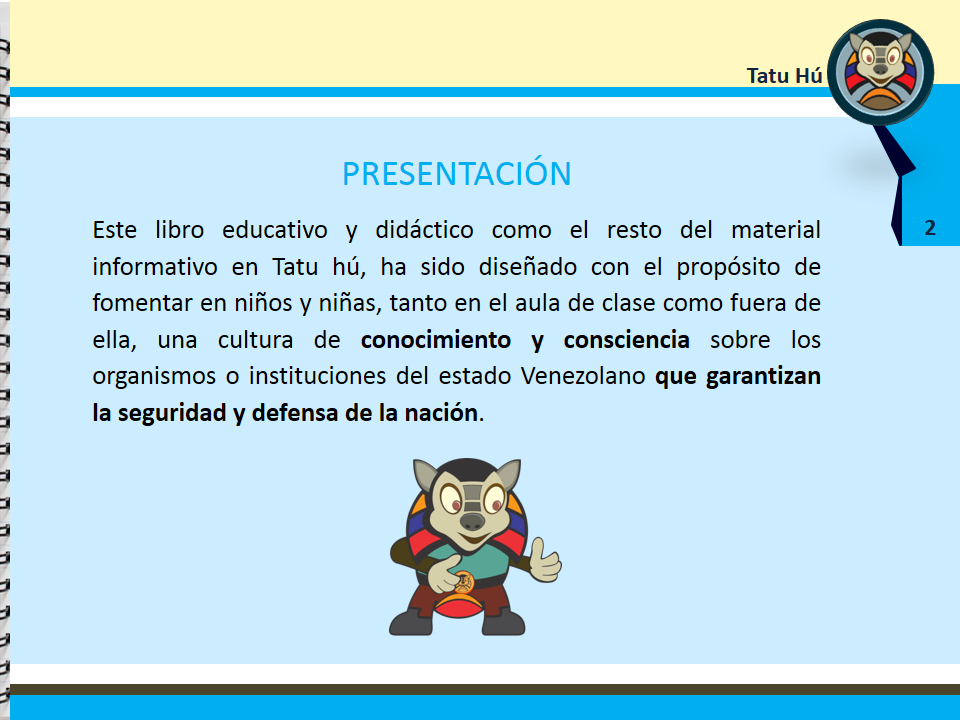 Tatu Hú
PRESENTACIÓN
Este libro educativo y didáctico como el resto del material
informativo en Tatu hú, ha sido diseñado con el propósito de
fomentar en niños y niñas, tanto en el aula de clase como fuera de
ella, una cultura de conocimiento y consciencia sobre los
organismos o instituciones del estado Venezolano que garantizan
la seguridad y defensa de la nación.
2